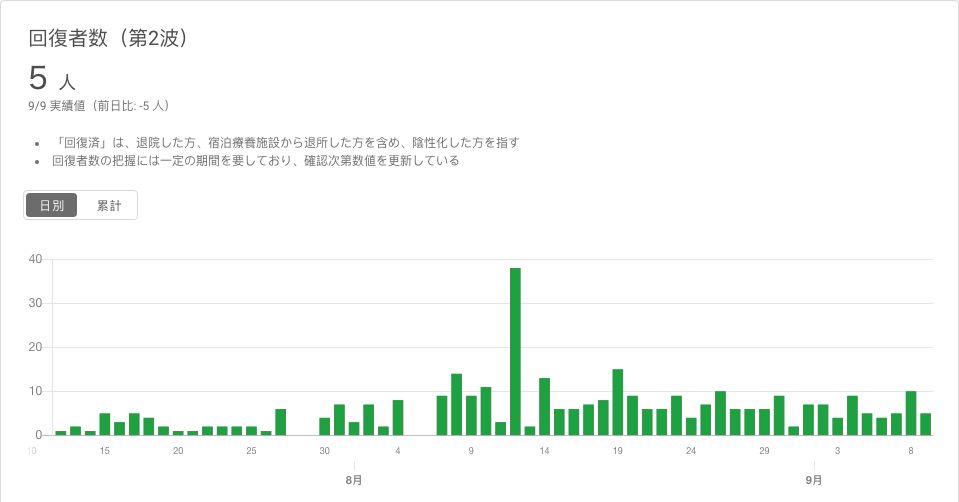 回復者数（第2波）
5 人
9/9 実績値（前日比: -5 人）
• 「回復済」は、退院した方、宿泊療養施設から退所した方を含め、陰性化した方を指す
• 回復者数の把握には一定の期間を要しており、確認次第数値を更新している
日別 累計
40
30
20
10
0
10 15 20 25 30 4 9 14 19 24 29 3 8
8月 9月